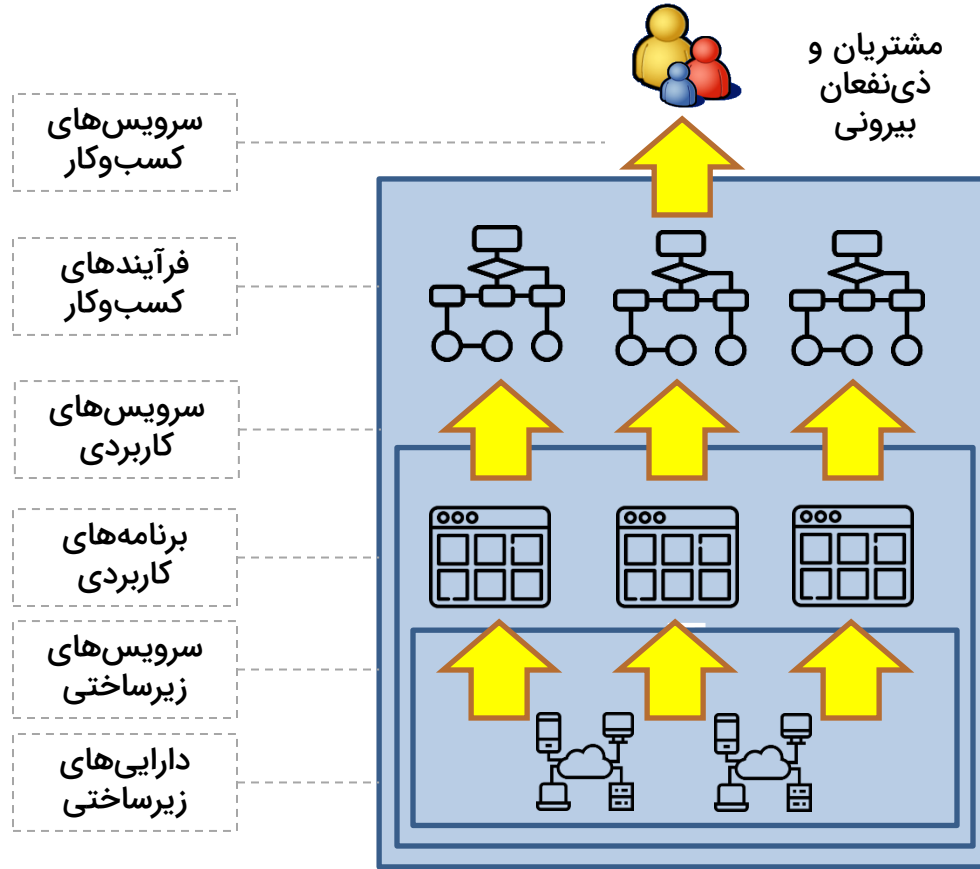 مشتریان و
ذی‌نفعان
بیرونی
سرویس‌های
کسب‌وکار
فرآیندهای
کسب‌وکار
سرویس‌های
کاربردی
برنامه‌های
کاربردی
سرویس‌های
زیرساختی
دارایی‌های
زیرساختی